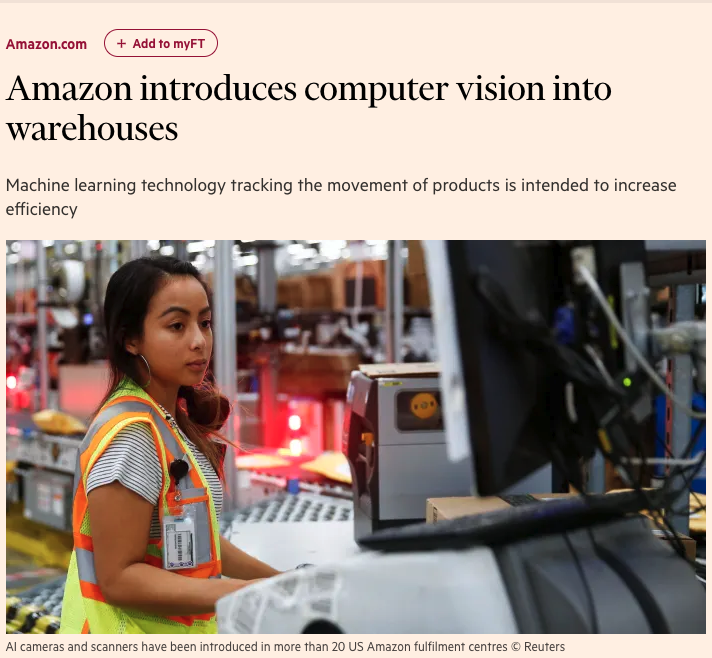 Amazon.com
+ Add to myFT
Amazon introduces computer vision into
warehouses
Machine learning technology tracking the movement of products is intended to increase
efficiency
AI cameras and scanners have been introduced in more than 20 US Amazon fulfilment centres © Reuters